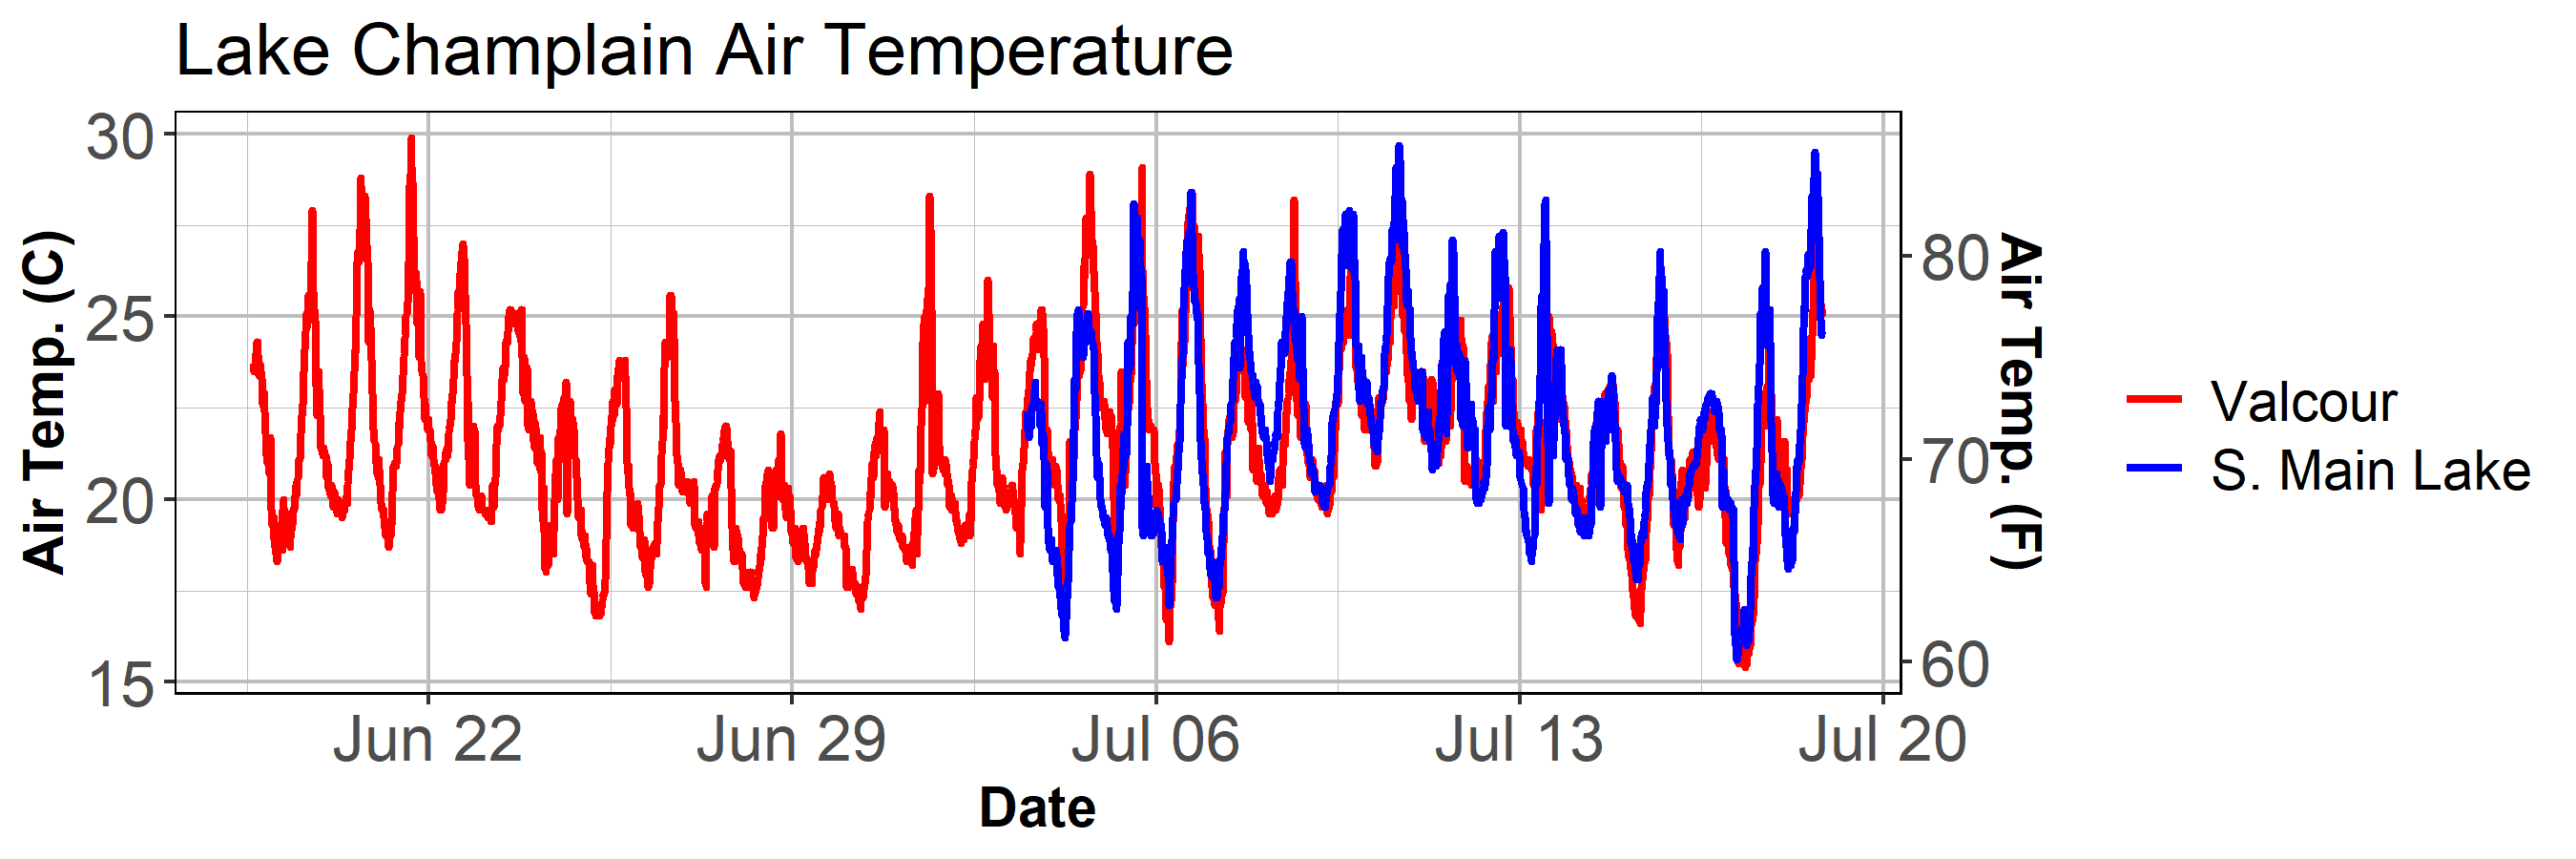 Lake Champlain Air Temperature
Air Temp. (C)
30
25
20
15
80
70
60
Air Temp. (F)
Jun 22
Jun 29
Jul 06
Jul 13
Jul 20
Date
Valcour
S. Main Lake